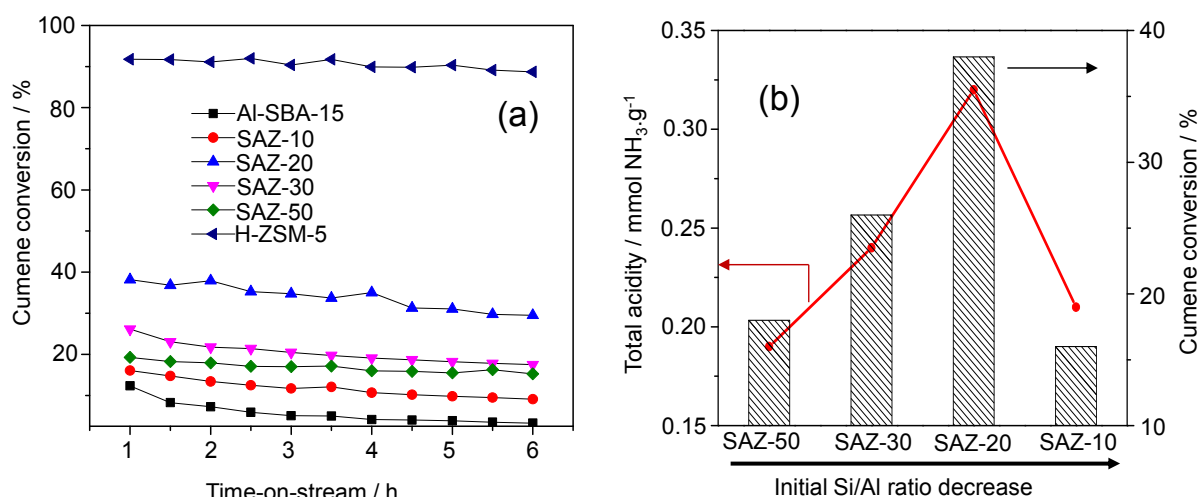 100
80
60
40
20
Cumene conversion / %
(a)
Al-SBA-15
SAZ-10
SAZ-20
SAZ-30
SAZ-50
H-ZSM-5
1 2 3 4 5 6
Time-on-stream / h
0.35
0.30
0.25
0.20
0.15
Total acidity / mmol NH₃.g⁻¹
(b)
40
30
20
10
Cumene conversion / %
SAZ-50 SAZ-30 SAZ-20 SAZ-10
Initial Si/Al ratio decrease